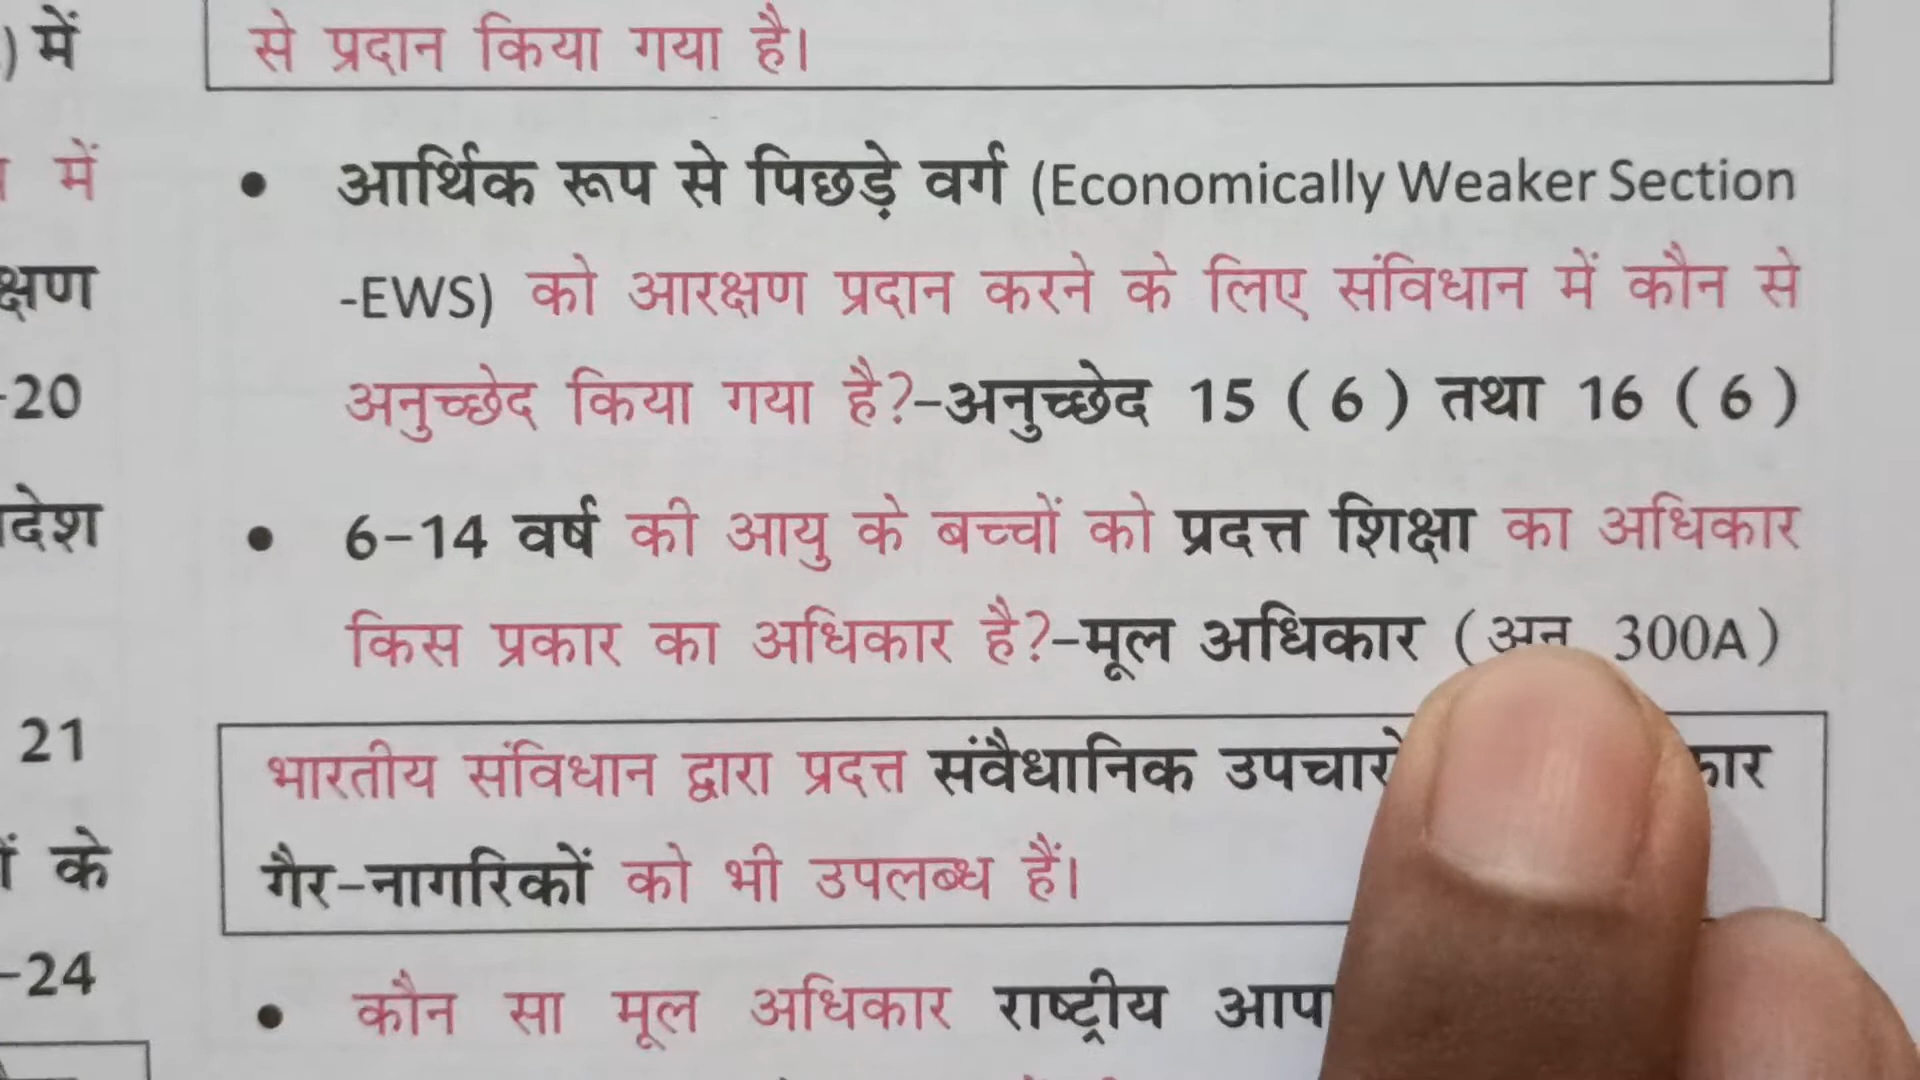 ) में
से प्रदान किया गया है।
में
• आर्थिक रूप से पिछड़े वर्ग (Economically Weaker Section
क्षण
-EWS) को आरक्षण प्रदान करने के लिए संविधान में कौन से
-20
अनुच्छेद किया गया है?-अनुच्छेद 15 ( 6 ) तथा 16 ( 6 )
देश
• 6-14 वर्ष की आयु के बच्चों को प्रदत्त शिक्षा का अधिकार
किस प्रकार का अधिकार है?-मूल अधिकार ( 300A)
21
भारतीय संविधान द्वारा प्रदत्त संवैधानिक
के
गैर-नागरिकों को भी उपलब्ध हैं।
-24
• कौन सा मूल अधिकार राष्ट्रीय